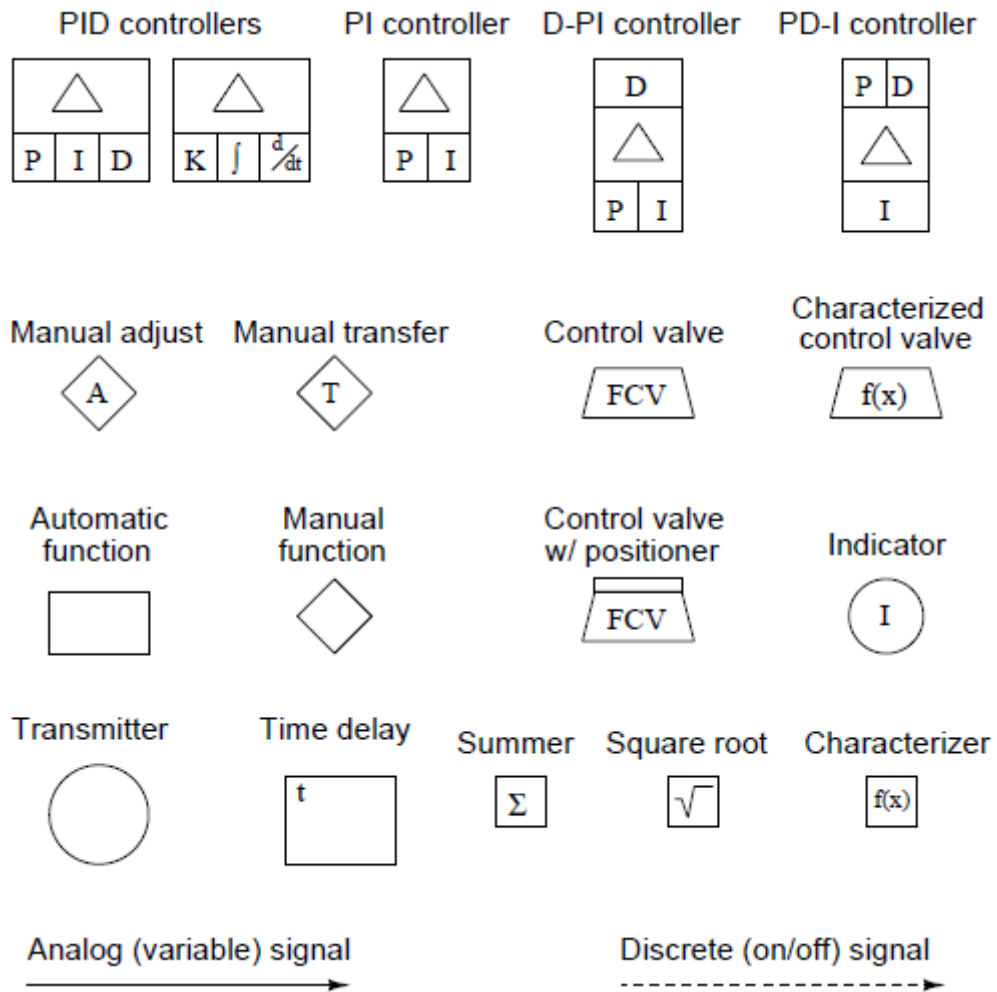 PID controllers PI controller D-PI controller PD-I controller
D P D
P I D K ∫ d/dt P I
P I I
Manual adjust Manual transfer Control valve Characterized
control valve
A T FCV f(x)
Automatic
function
Manual
function
Control valve
w/ positioner
Indicator
FCV I
Transmitter Time delay Summer Square root Characterizer
t Σ √ f(x)
Analog (variable) signal Discrete (on/off) signal